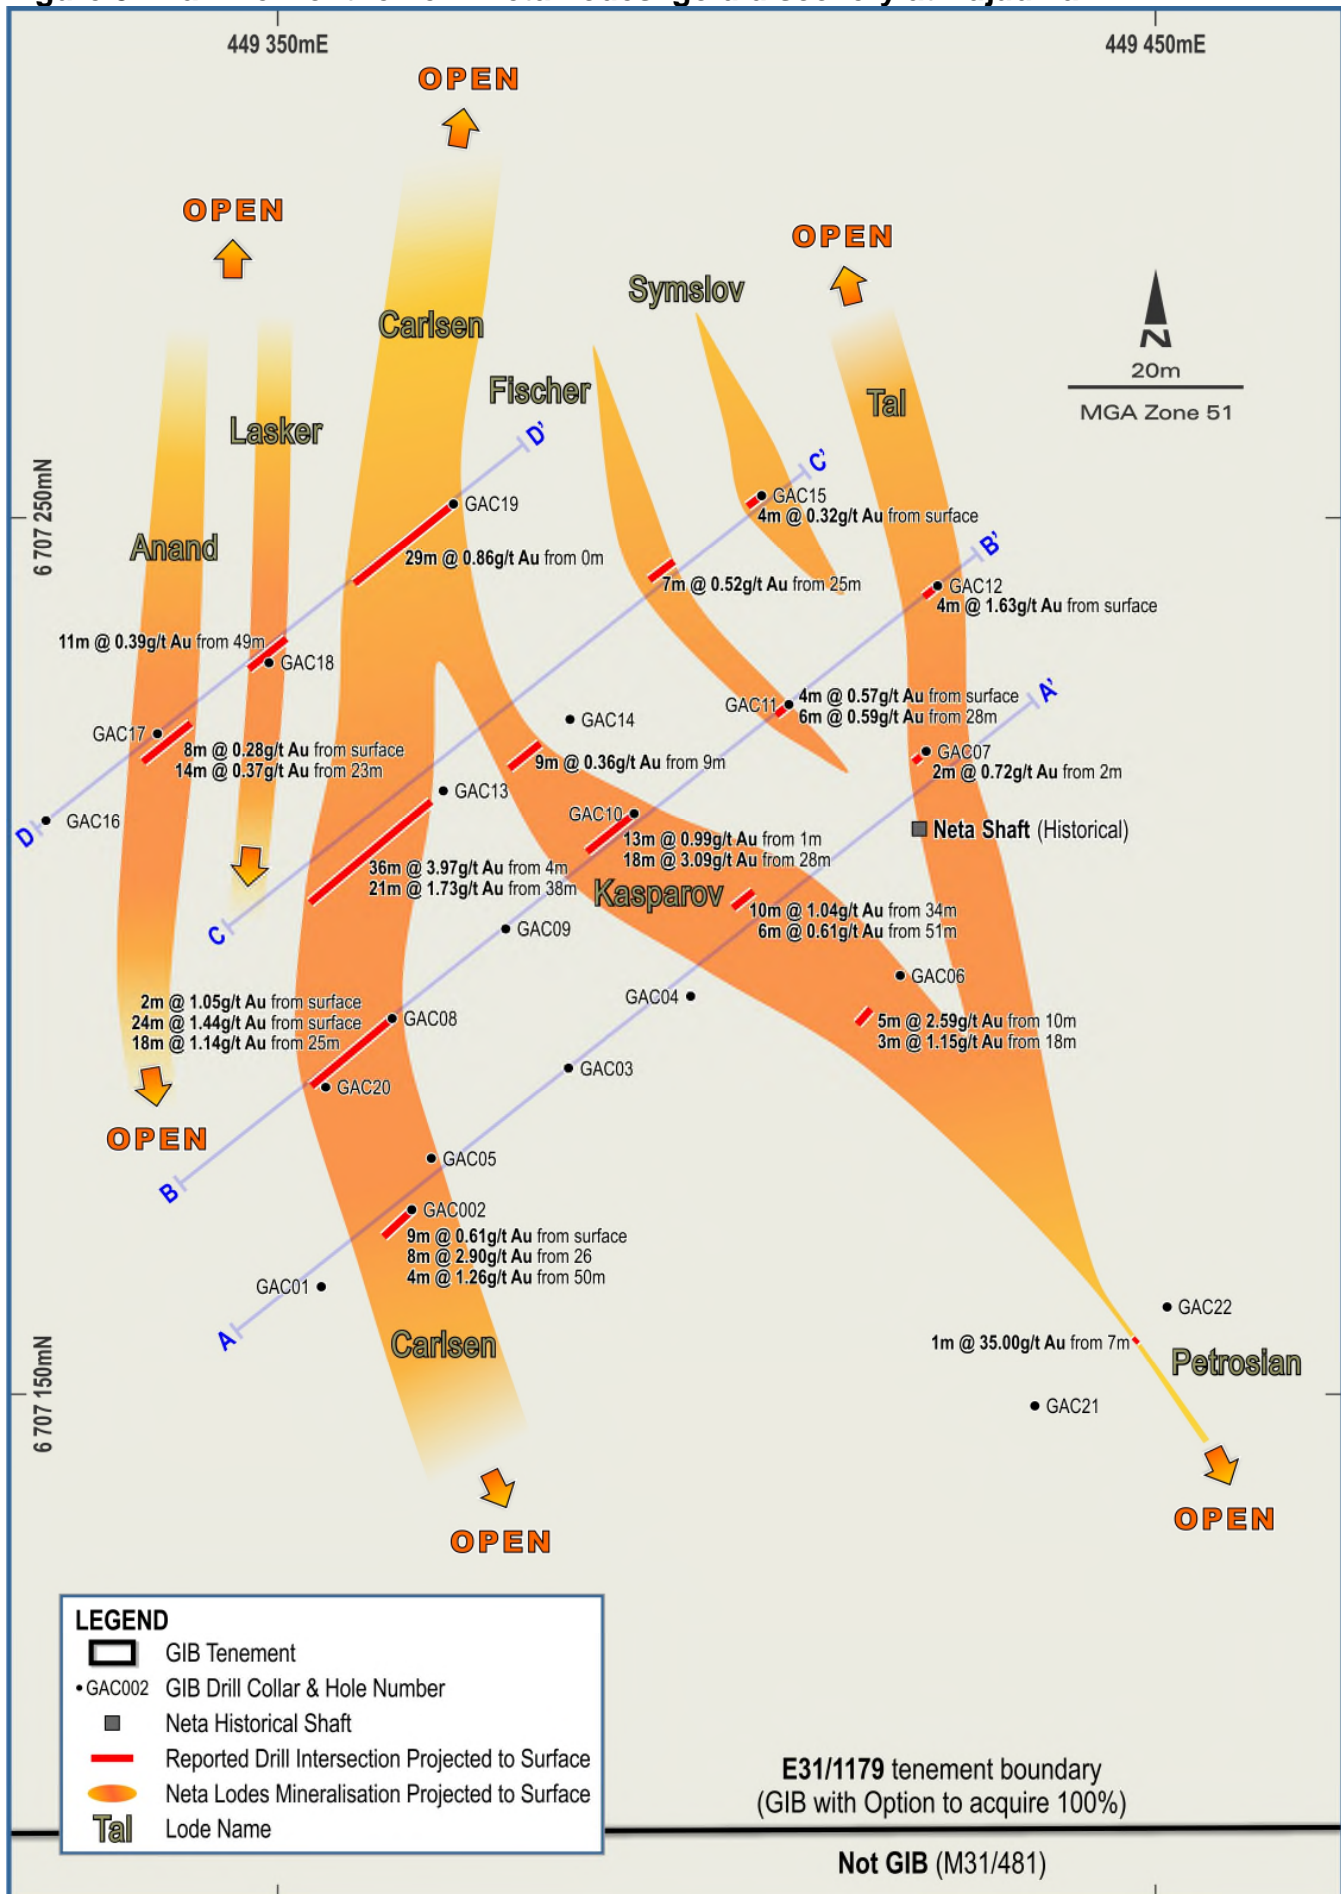 449 350mE
449 450mE
OPEN
OPEN
OPEN
Symslov
Carlsen
N
20m
MGA Zone 51
Fischer
Tal
Lasker
D'
C'
6 707 250mN
GAC19
GAC15
4m @ 0.32g/t Au from surface
Anand
B'
29m @ 0.86g/t Au from 0m
7m @ 0.52g/t Au from 25m
GAC12
4m @ 1.63g/t Au from surface
11m @ 0.39g/t Au from 49m
GAC18
A'
GAC11
4m @ 0.57g/t Au from surface
6m @ 0.59g/t Au from 28m
GAC14
GAC17
8m @ 0.28g/t Au from surface
14m @ 0.37g/t Au from 23m
9m @ 0.36g/t Au from 9m
GAC07
2m @ 0.72g/t Au from 2m
GAC13
D
GAC16
GAC10
13m @ 0.99g/t Au from 1m
18m @ 3.09g/t Au from 28m
Neta Shaft (Historical)
36m @ 3.97g/t Au from 4m
21m @ 1.73g/t Au from 38m
Kasparov
10m @ 1.04g/t Au from 34m
6m @ 0.61g/t Au from 51m
C
GAC09
GAC06
GAC04
2m @ 1.05g/t Au from surface
24m @ 1.44g/t Au from surface
18m @ 1.14g/t Au from 25m
GAC08
5m @ 2.59g/t Au from 10m
3m @ 1.15g/t Au from 18m
GAC03
GAC20
OPEN
GAC05
B
GAC002
9m @ 0.61g/t Au from surface
8m @ 2.90g/t Au from 26
4m @ 1.26g/t Au from 50m
GAC01
A
GAC22
Carlsen
1m @ 35.00g/t Au from 7m
Petrosian
6 707 150mN
GAC21
OPEN
OPEN
LEGEND
GIB Tenement
GAC002 GIB Drill Collar & Hole Number
Neta Historical Shaft
Reported Drill Intersection Projected to Surface
Neta Lodes Mineralisation Projected to Surface
Tal Lode Name
E31/1179 tenement boundary
(GIB with Option to acquire 100%)
Not GIB (M31/481)